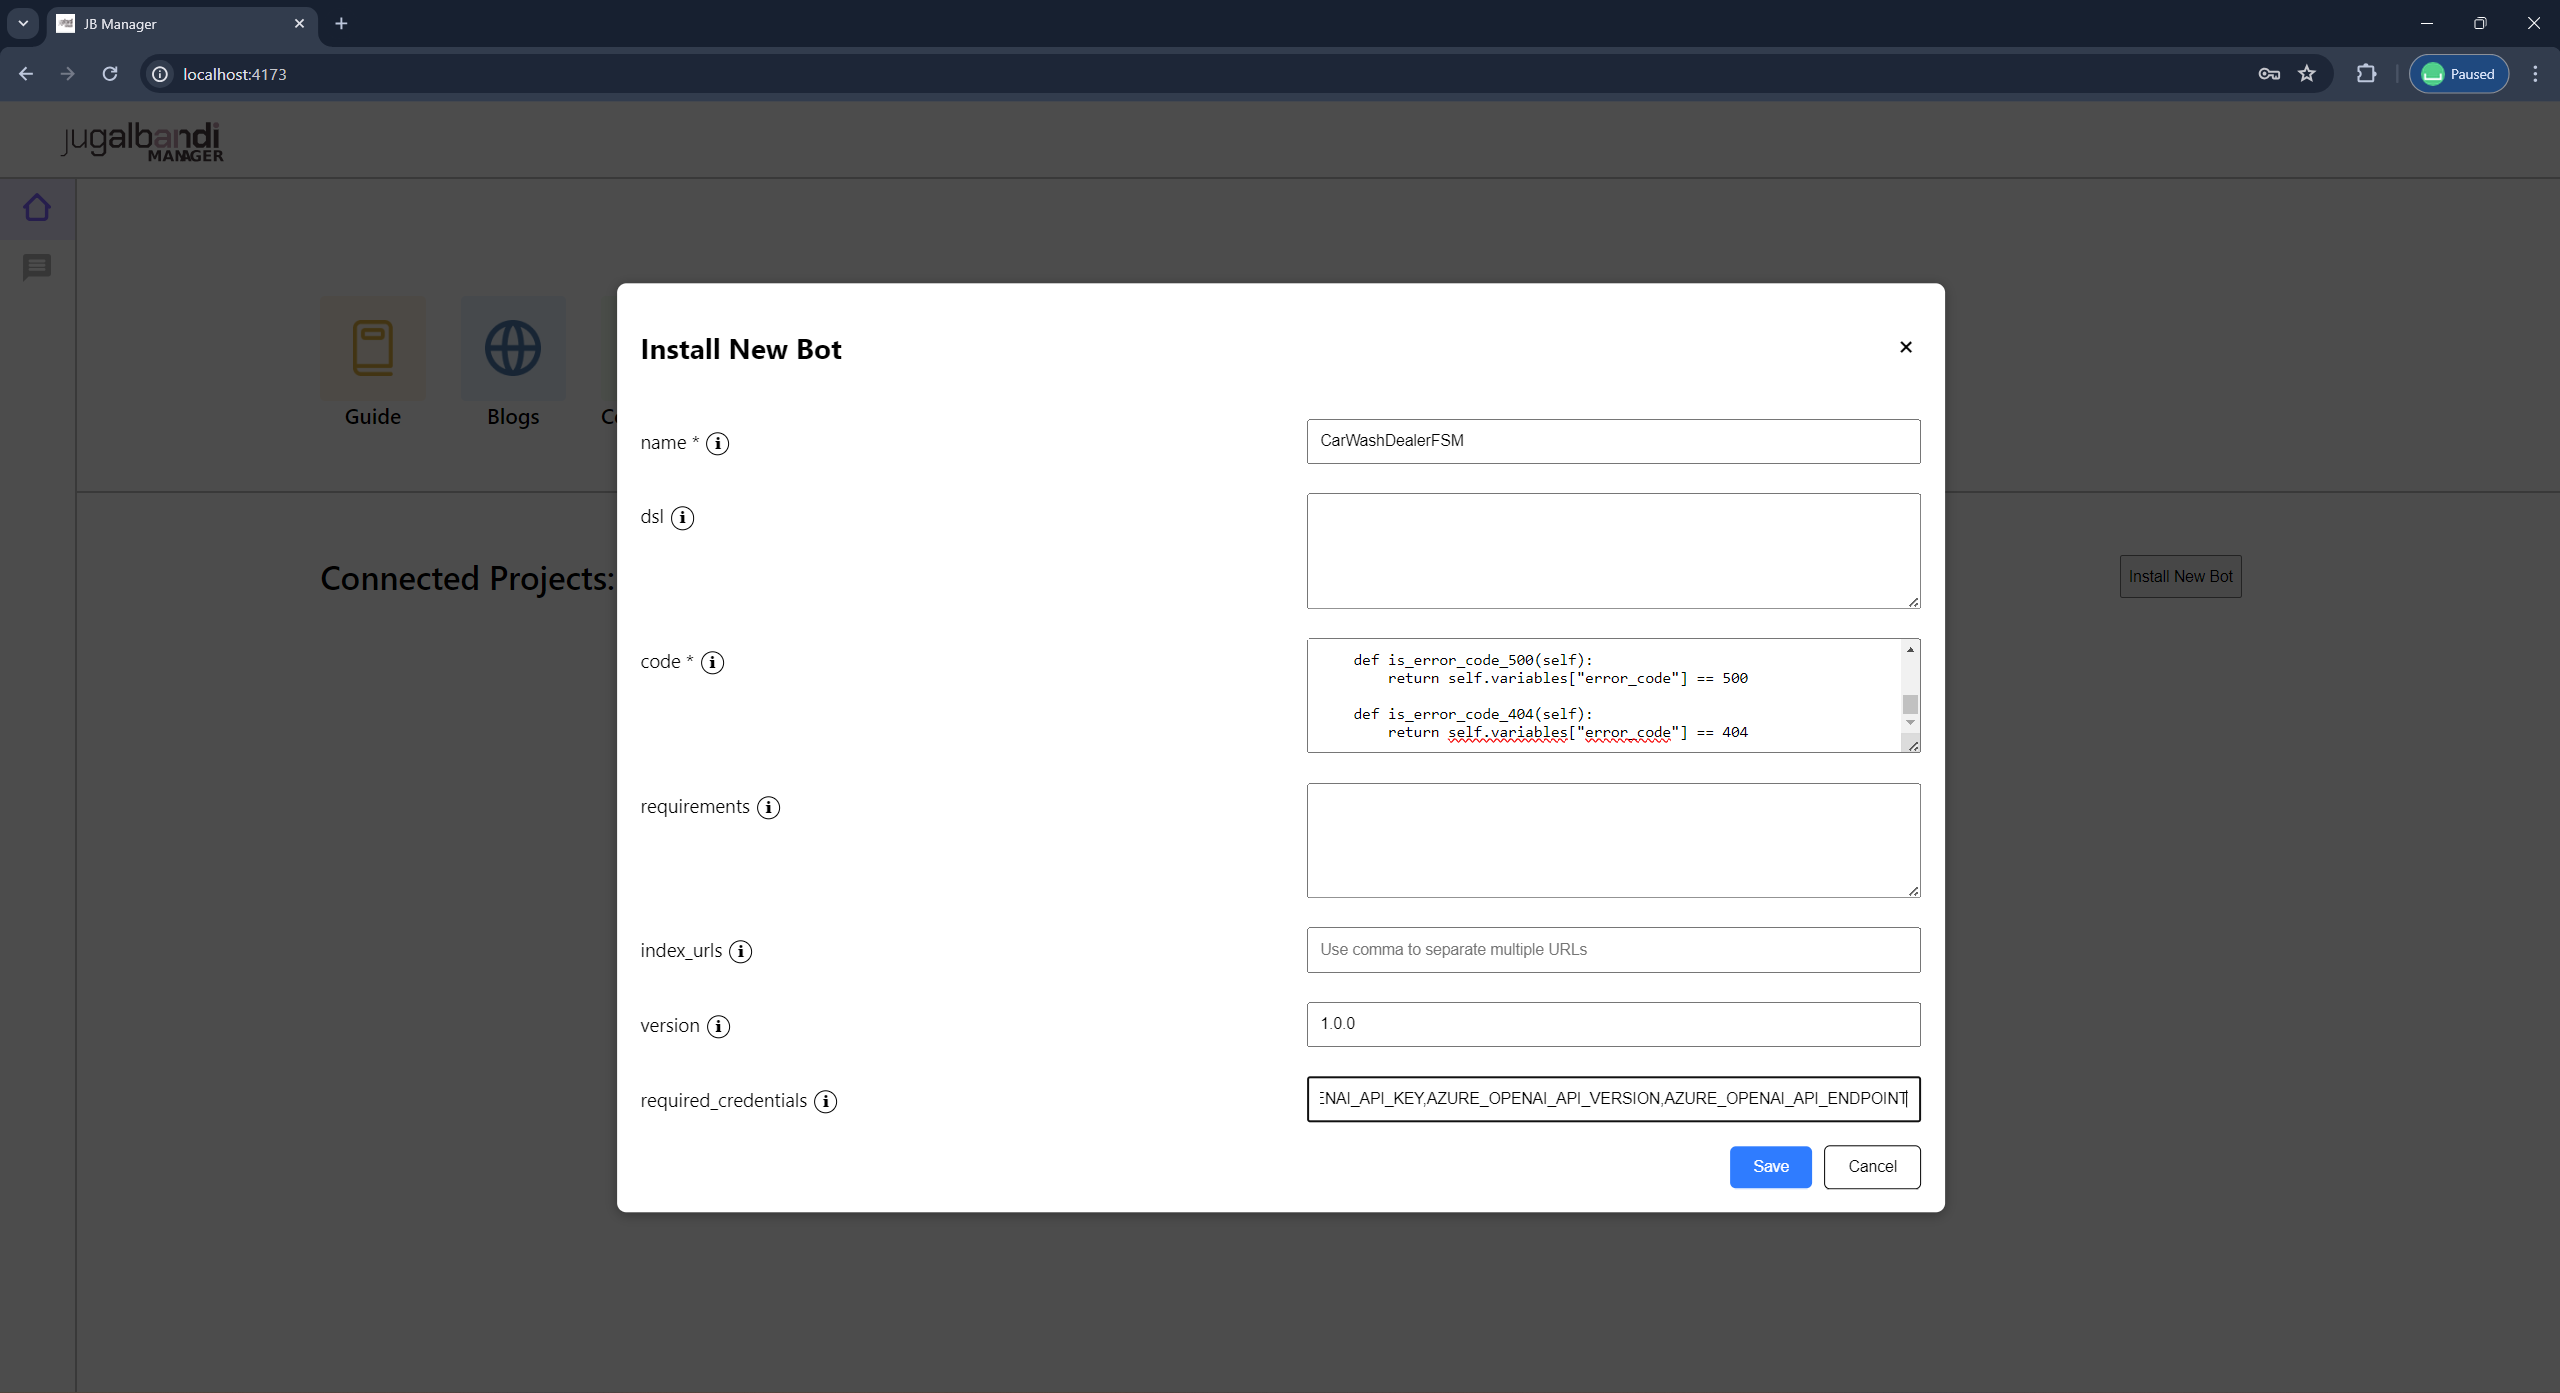 JB Manager
localhost:4173
Paused
jugalbandi
MANAGER
Guide
Blogs
Connected Projects:
Install New Bot
Install New Bot
name *
CarWashDealerFSM
dsl
code *
def is_error_code_500(self):
return self.variables["error_code"] == 500
def is_error_code_404(self):
return self.variables["error_code"] == 404
requirements
index_urls
Use comma to separate multiple URLs
version
1.0.0
required_credentials
ENAI_API_KEY,AZURE_OPENAI_API_VERSION,AZURE_OPENAI_API_ENDPOINT
Save
Cancel